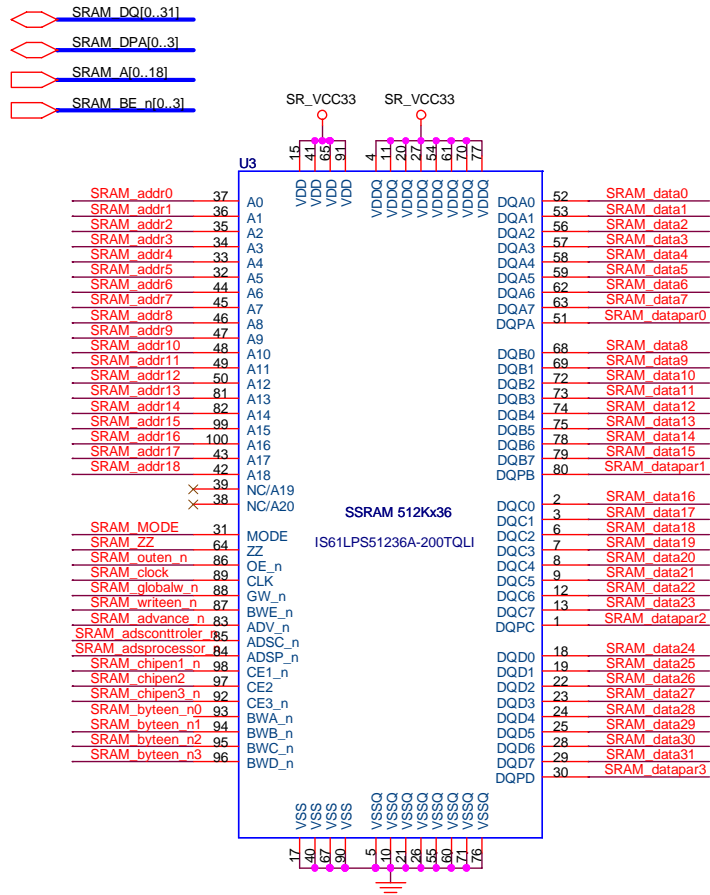 SRAM_DQ[0..31]
SRAM_DPA[0..3]
SRAM_A[0..18]
SRAM_BE_n[0..3]
SR_VCC33 SR_VCC33
15 41 65 91 4 11 20 27 54 61 70 77
U3
VDD VDD VDD VDD VDDQ VDDQ VDDQ VDDQ VDDQ VDDQ VDDQ VDDQ
SRAM_addr0 37 A0 DQA0 52 SRAM_data0
SRAM_addr1 36 A1 DQA1 53 SRAM_data1
SRAM_addr2 35 A2 DQA2 56 SRAM_data2
SRAM_addr3 34 A3 DQA3 57 SRAM_data3
SRAM_addr4 33 A4 DQA4 58 SRAM_data4
SRAM_addr5 32 A5 DQA5 59 SRAM_data5
SRAM_addr6 44 A6 DQA6 62 SRAM_data6
SRAM_addr7 45 A7 DQA7 63 SRAM_data7
SRAM_addr8 46 A8 DQPA 51 SRAM_datapar0
SRAM_addr9 47 A9
SRAM_addr10 48 A10 DQB0 68 SRAM_data8
SRAM_addr11 49 A11 DQB1 69 SRAM_data9
SRAM_addr12 50 A12 DQB2 72 SRAM_data10
SRAM_addr13 81 A13 DQB3 73 SRAM_data11
SRAM_addr14 82 A14 DQB4 74 SRAM_data12
SRAM_addr15 99 A15 DQB5 75 SRAM_data13
SRAM_addr16 100 A16 DQB6 78 SRAM_data14
SRAM_addr17 43 A17 DQB7 79 SRAM_data15
SRAM_addr18 42 A18 DQPB 80 SRAM_datapar1
39 NC/A19
38 NC/A20 DQC0 2 SRAM_data16
SSRAM 512Kx36 DQC1 3 SRAM_data17
SRAM_MODE 31 MODE DQC2 6 SRAM_data18
SRAM_ZZ 64 ZZ IS61LPS51236A-200TQLI DQC3 7 SRAM_data19
SRAM_outen_n 86 OE_n DQC4 8 SRAM_data20
SRAM_clock 89 CLK DQC5 9 SRAM_data21
SRAM_globalw_n 88 GW_n DQC6 12 SRAM_data22
SRAM_writeen_n 87 BWE_n DQC7 13 SRAM_data23
SRAM_advance_n 83 ADV_n DQPC 1 SRAM_datapar2
SRAM_adsconttroler_n 85 ADSC_n
SRAM_adsprocessor_n 84 ADSP_n DQD0 18 SRAM_data24
SRAM_chipen1_n 98 CE1_n DQD1 19 SRAM_data25
SRAM_chipen2 97 CE2 DQD2 22 SRAM_data26
SRAM_chipen3_n 92 CE3_n DQD3 23 SRAM_data27
SRAM_byteen_n0 93 BWA_n DQD4 24 SRAM_data28
SRAM_byteen_n1 94 BWB_n DQD5 25 SRAM_data29
SRAM_byteen_n2 95 BWC_n DQD6 28 SRAM_data30
SRAM_byteen_n3 96 BWD_n DQD7 29 SRAM_data31
DQPD 30 SRAM_datapar3
VSS VSS VSS VSS VSSQ VSSQ VSSQ VSSQ VSSQ VSSQ VSSQ VSSQ
17 40 67 90 5 10 21 26 55 60 71 76